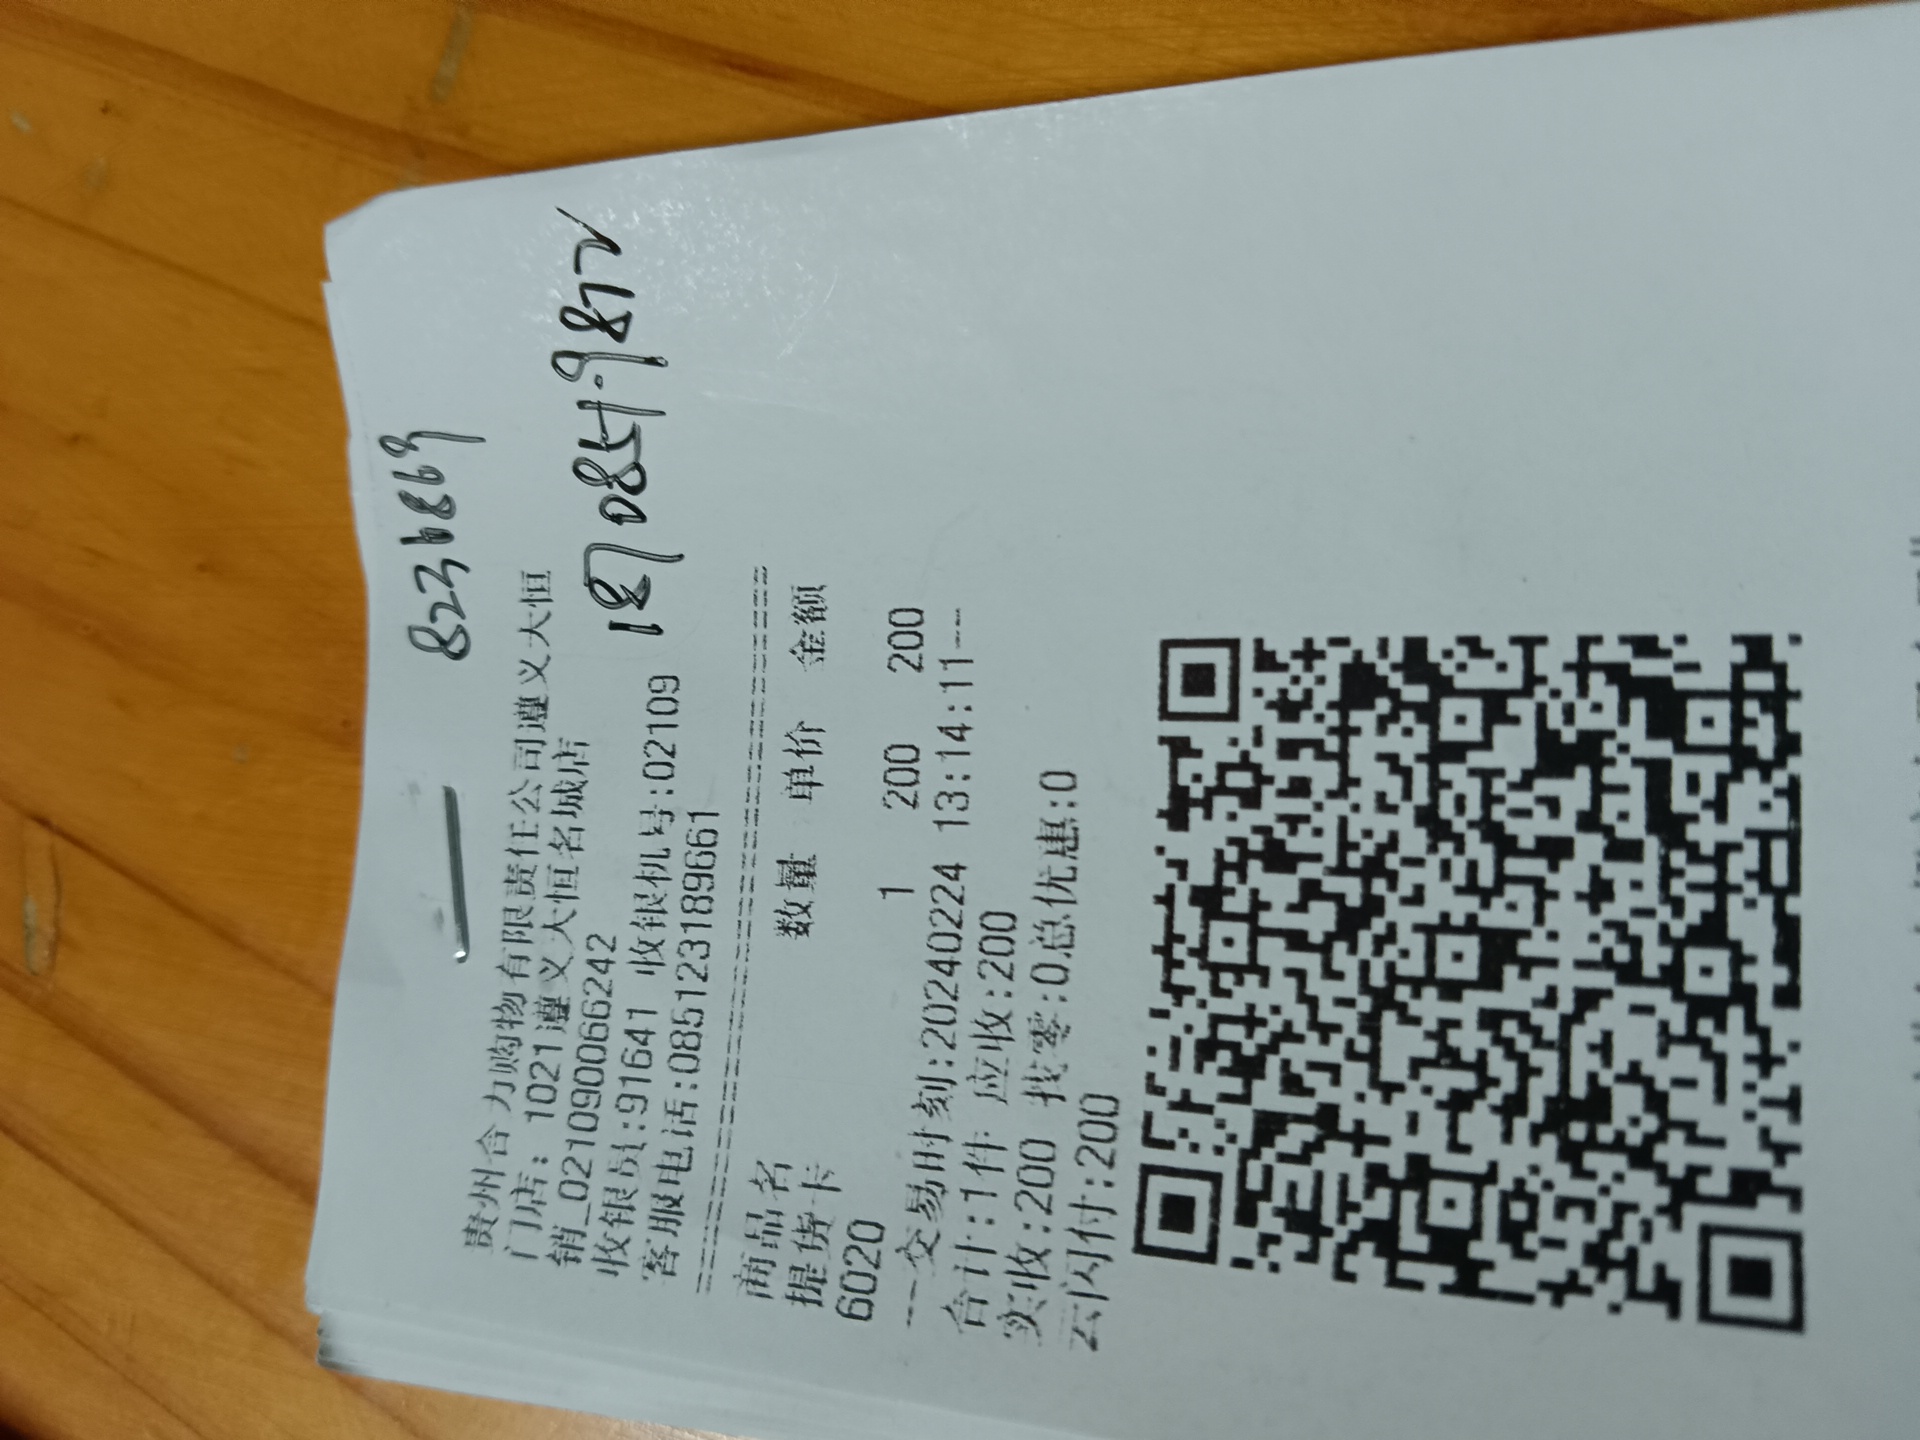 8236869
贵州合力购物有限责任公司遵义大恒
门店: 1021遵义大恒名城店
销_021090066242
收银员:91641 收银机号:02109
187085.9872
客服电话:085123189661
商品名 数量 单价 金额
提货卡
6020 1 200 200
---交易时刻:20240224 13:14:11---
合计:1件 应收:200
实收:200 找零:0总优惠:0
云闪付:200